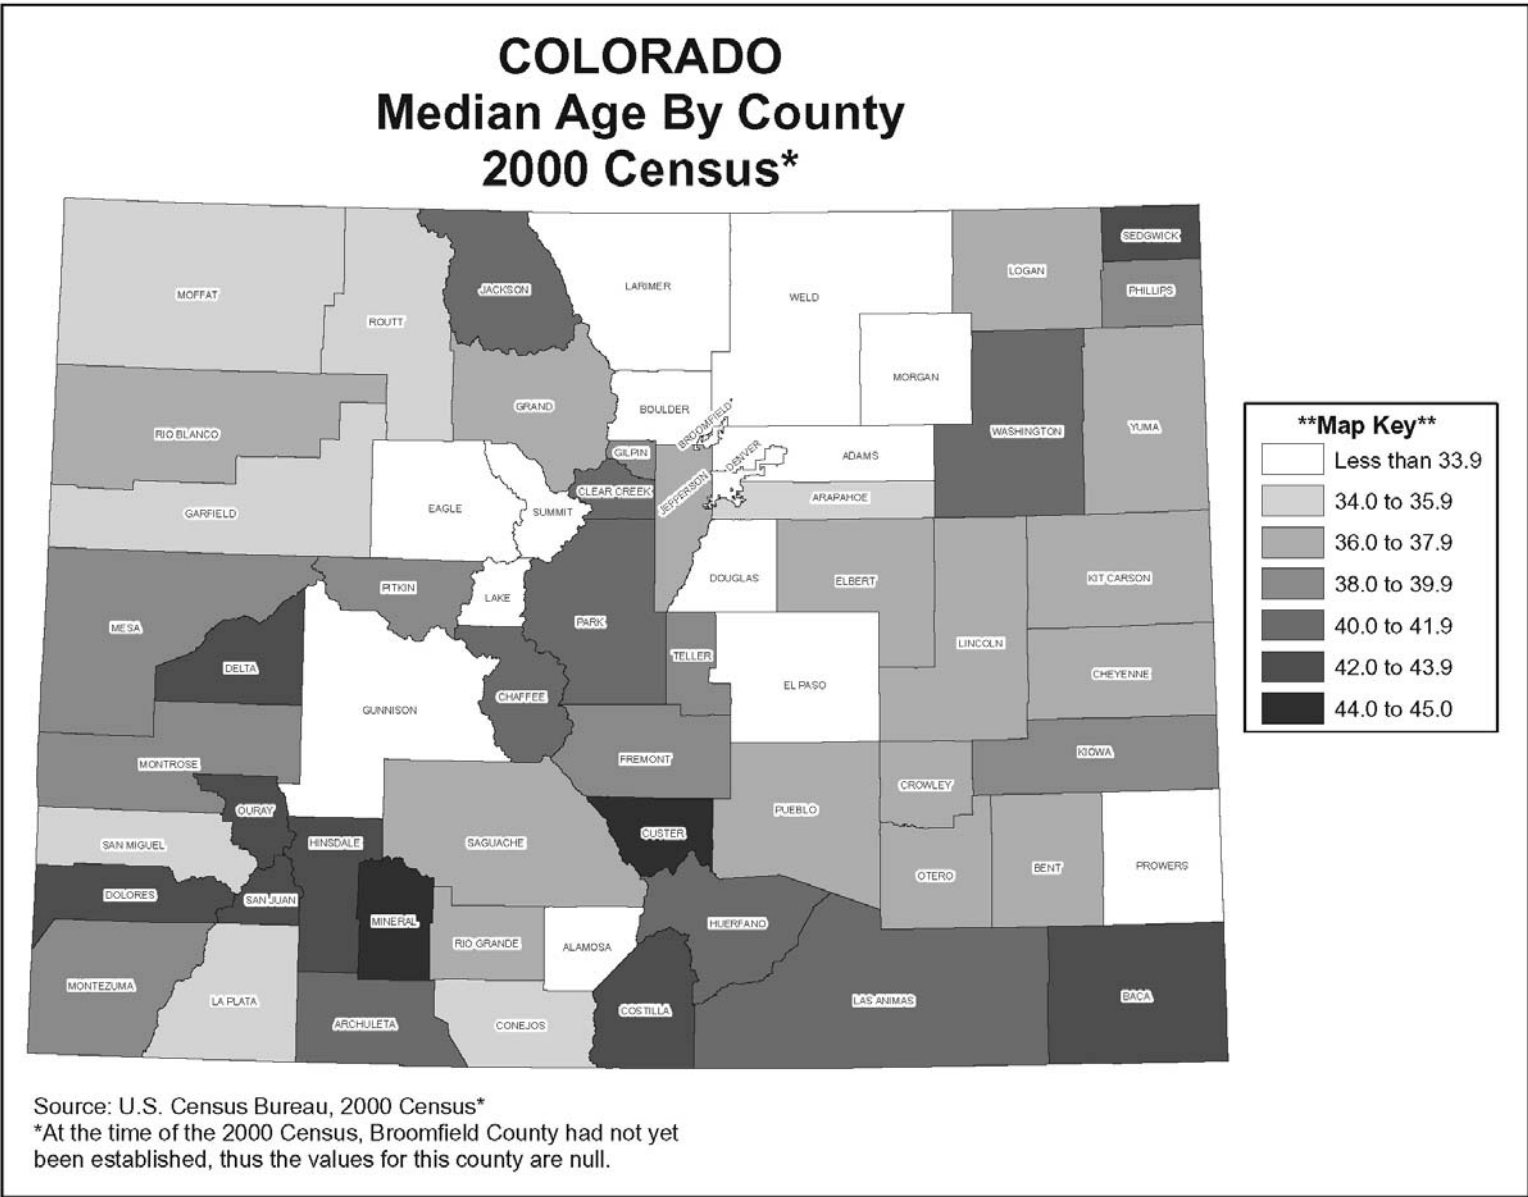 COLORADO
Median Age By County
2000 Census*
SEDGWICK
LOGAN
PHILLIPS
MOFFAT
ROUTT
JACKSON
LARIMER
WELD
MORGAN
GRAND
BOULDER
BROOMFIELD*
RIO BLANCO
WASHINGTON
YUMA
GILPIN
DENVER
ADAMS
CLEAR CREEK
JEFFERSON
ARAPAHOE
GARFIELD
EAGLE
SUMMIT
PITKIN
LAKE
DOUGLAS
ELBERT
KIT CARSON
MESA
PARK
DELTA
TELLER
LINCOLN
CHEYENNE
GUNNISON
CHAFFEE
EL PASO
MONTROSE
FREMONT
KIOWA
OURAY
CROWLEY
PUEBLO
SAN MIGUEL
HINSDALE
SAGUACHE
CUSTER
OTERO
BENT
PROWERS
DOLORES
SAN JUAN
MINERAL
RIO GRANDE
ALAMOSA
HUERFANO
MONTEZUMA
LA PLATA
ARCHULETA
CONEJOS
COSTILLA
LAS ANIMAS
BACA
**Map Key**
Less than 33.9
34.0 to 35.9
36.0 to 37.9
38.0 to 39.9
40.0 to 41.9
42.0 to 43.9
44.0 to 45.0
Source: U.S. Census Bureau, 2000 Census*
*At the time of the 2000 Census, Broomfield County had not yet
been established, thus the values for this county are null.